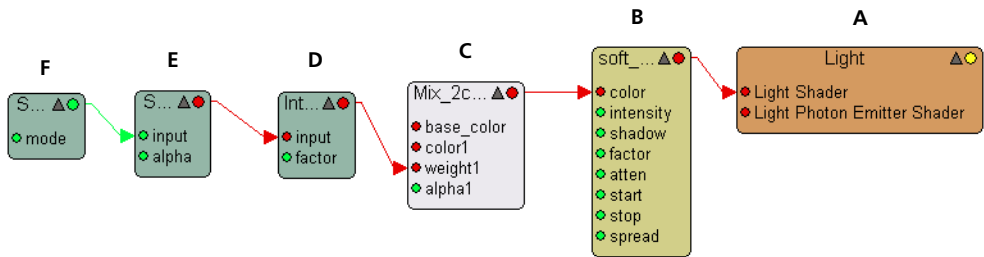 F
S...
mode
E
S...
input
alpha
D
Int...
input
factor
C
Mix_2c...
base_color
color1
weight1
alpha1
B
soft_...
color
intensity
shadow
factor
atten
start
stop
spread
A
Light
Light Shader
Light Photon Emitter Shader